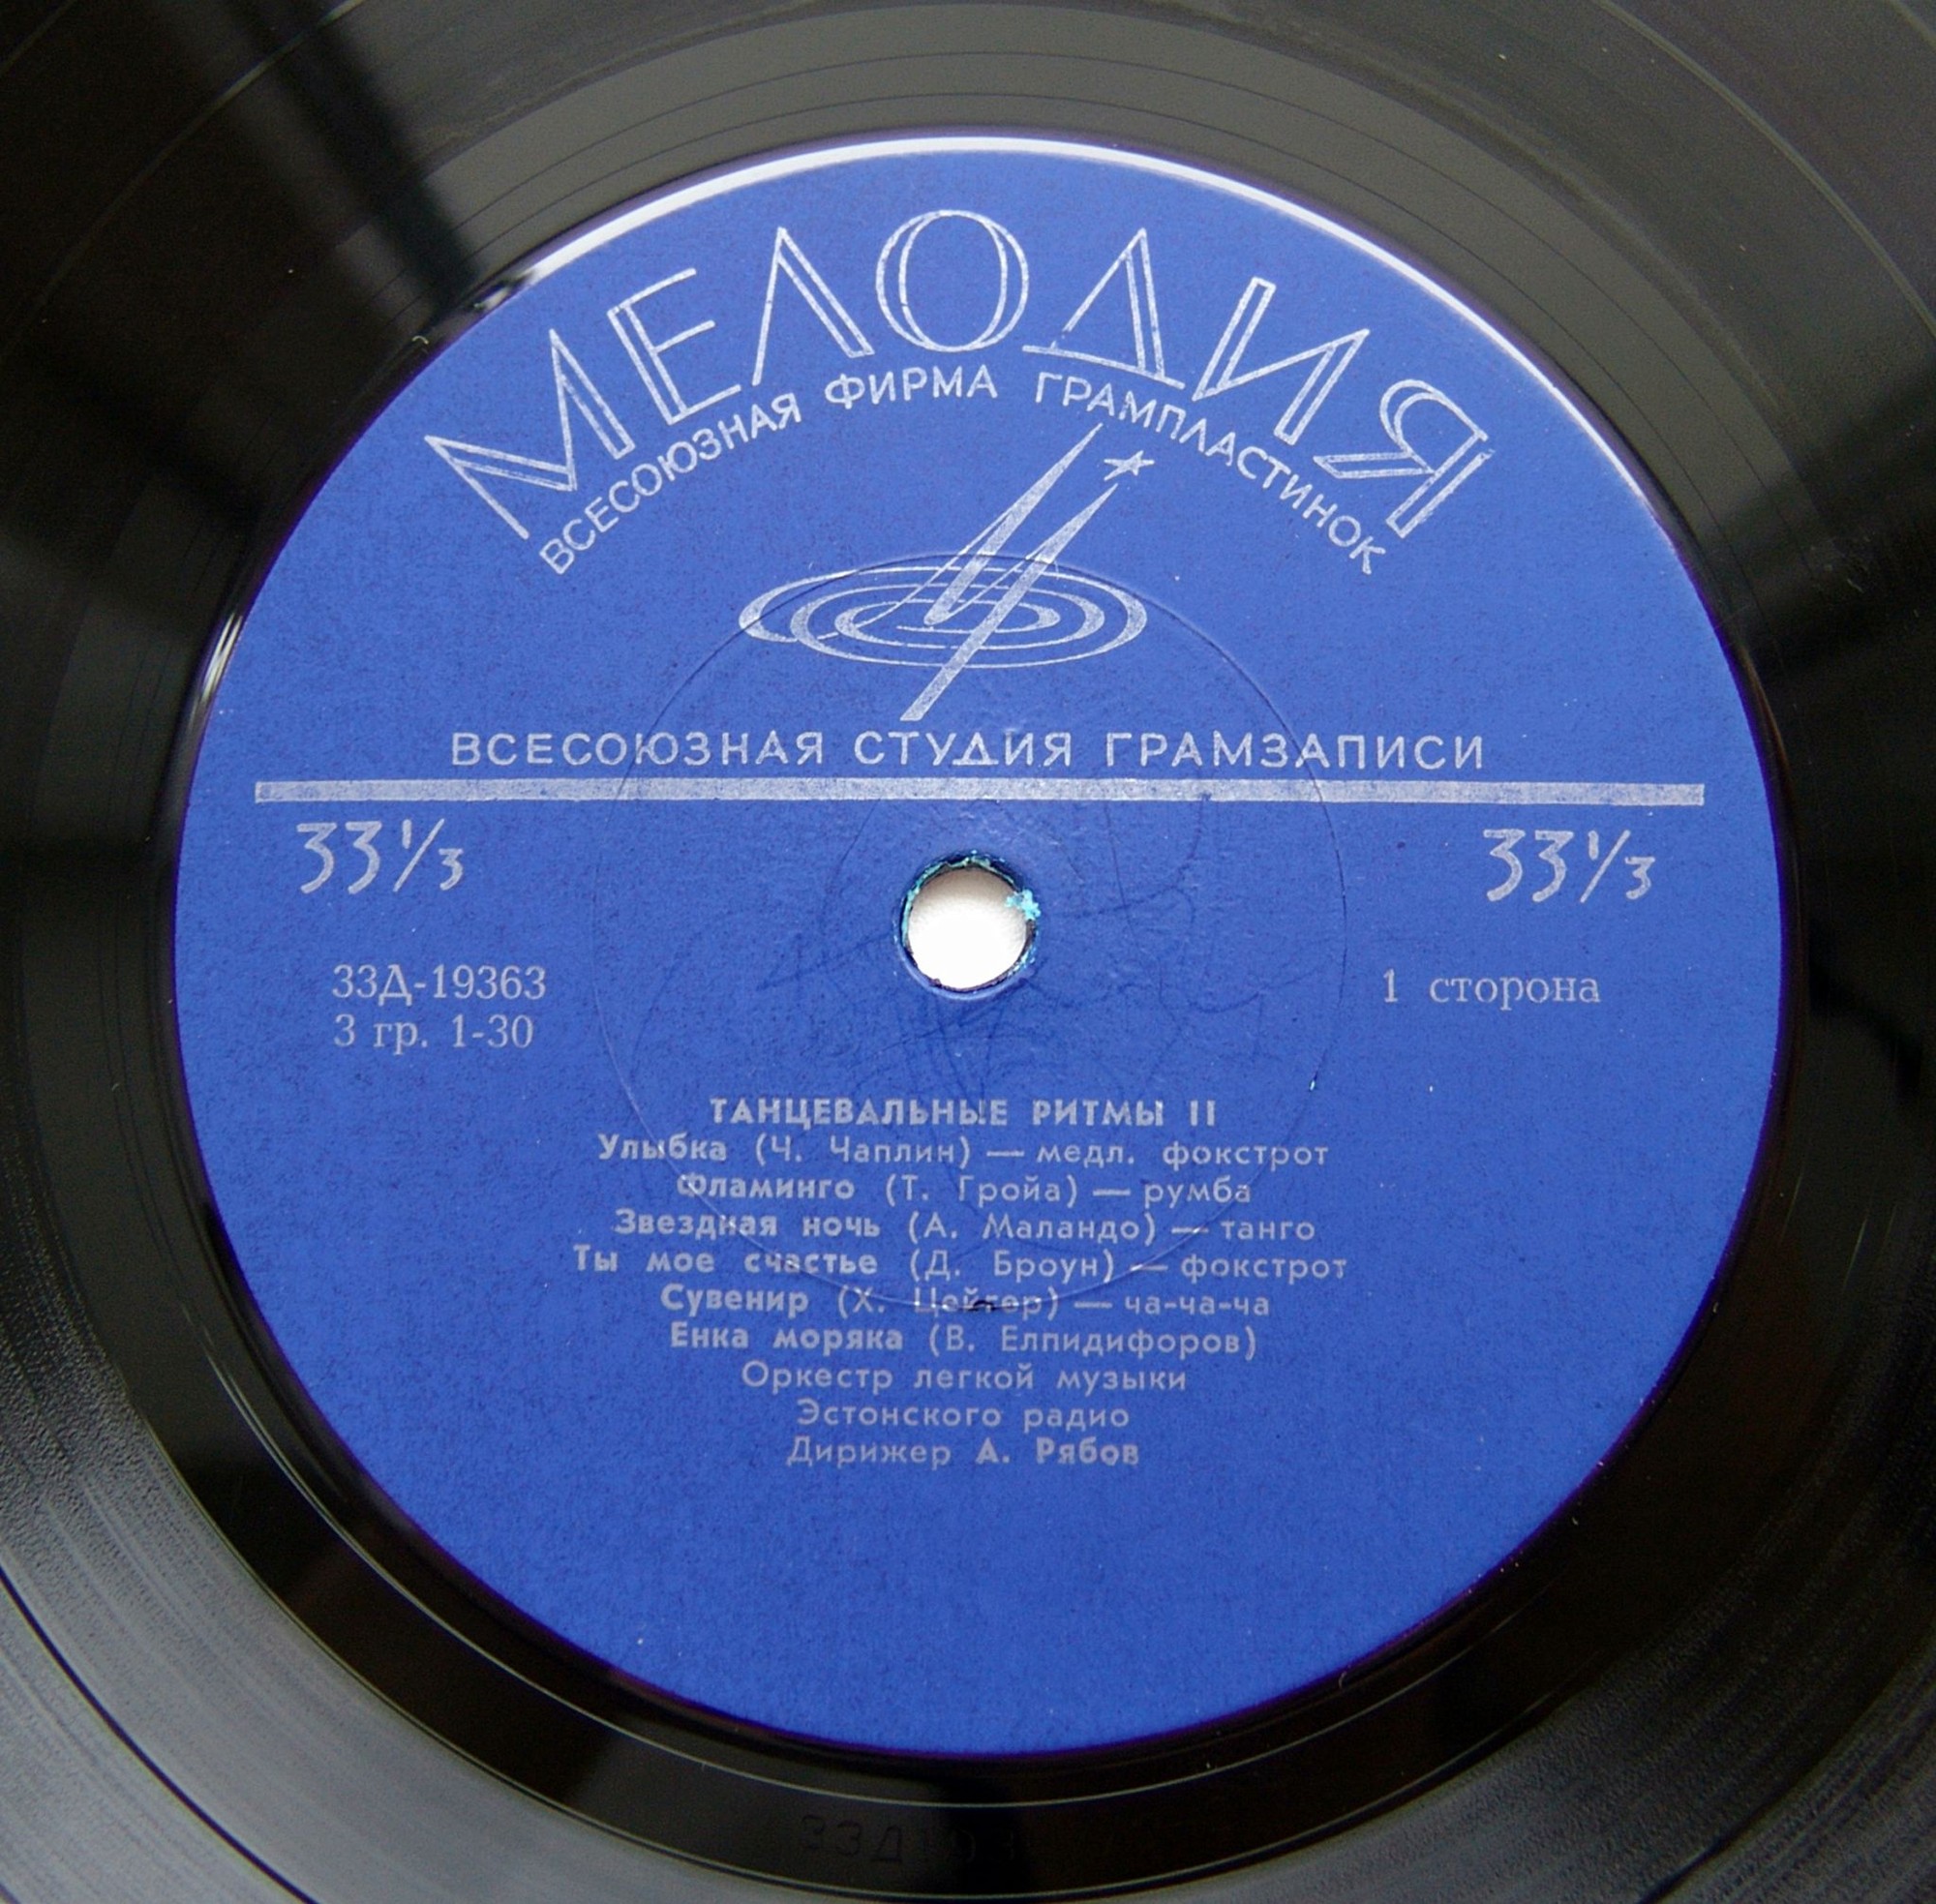 МЕЛОДИЯ
ВСЕСОЮЗНАЯ ФИРМА ГРАМПЛАСТИНОК
ВСЕСОЮЗНАЯ СТУДИЯ ГРАМЗАПИСИ
33⅓ 33⅓
33Д-19363 1 сторона
3 гр. 1-30
ТАНЦЕВАЛЬНЫЕ РИТМЫ II
Улыбка (Ч. Чаплин) — медл. фокстрот
Фламинго (Т. Гройа) — румба
Звездная ночь (А. Маландо) — танго
Ты мое счастье (Д. Броун) — фокстрот
Сувенир (Х. Цейгер) — ча-ча-ча
Енка моряка (В. Елпидифоров)
Оркестр легкой музыки
Эстонского радио
Дирижер А. Рябов